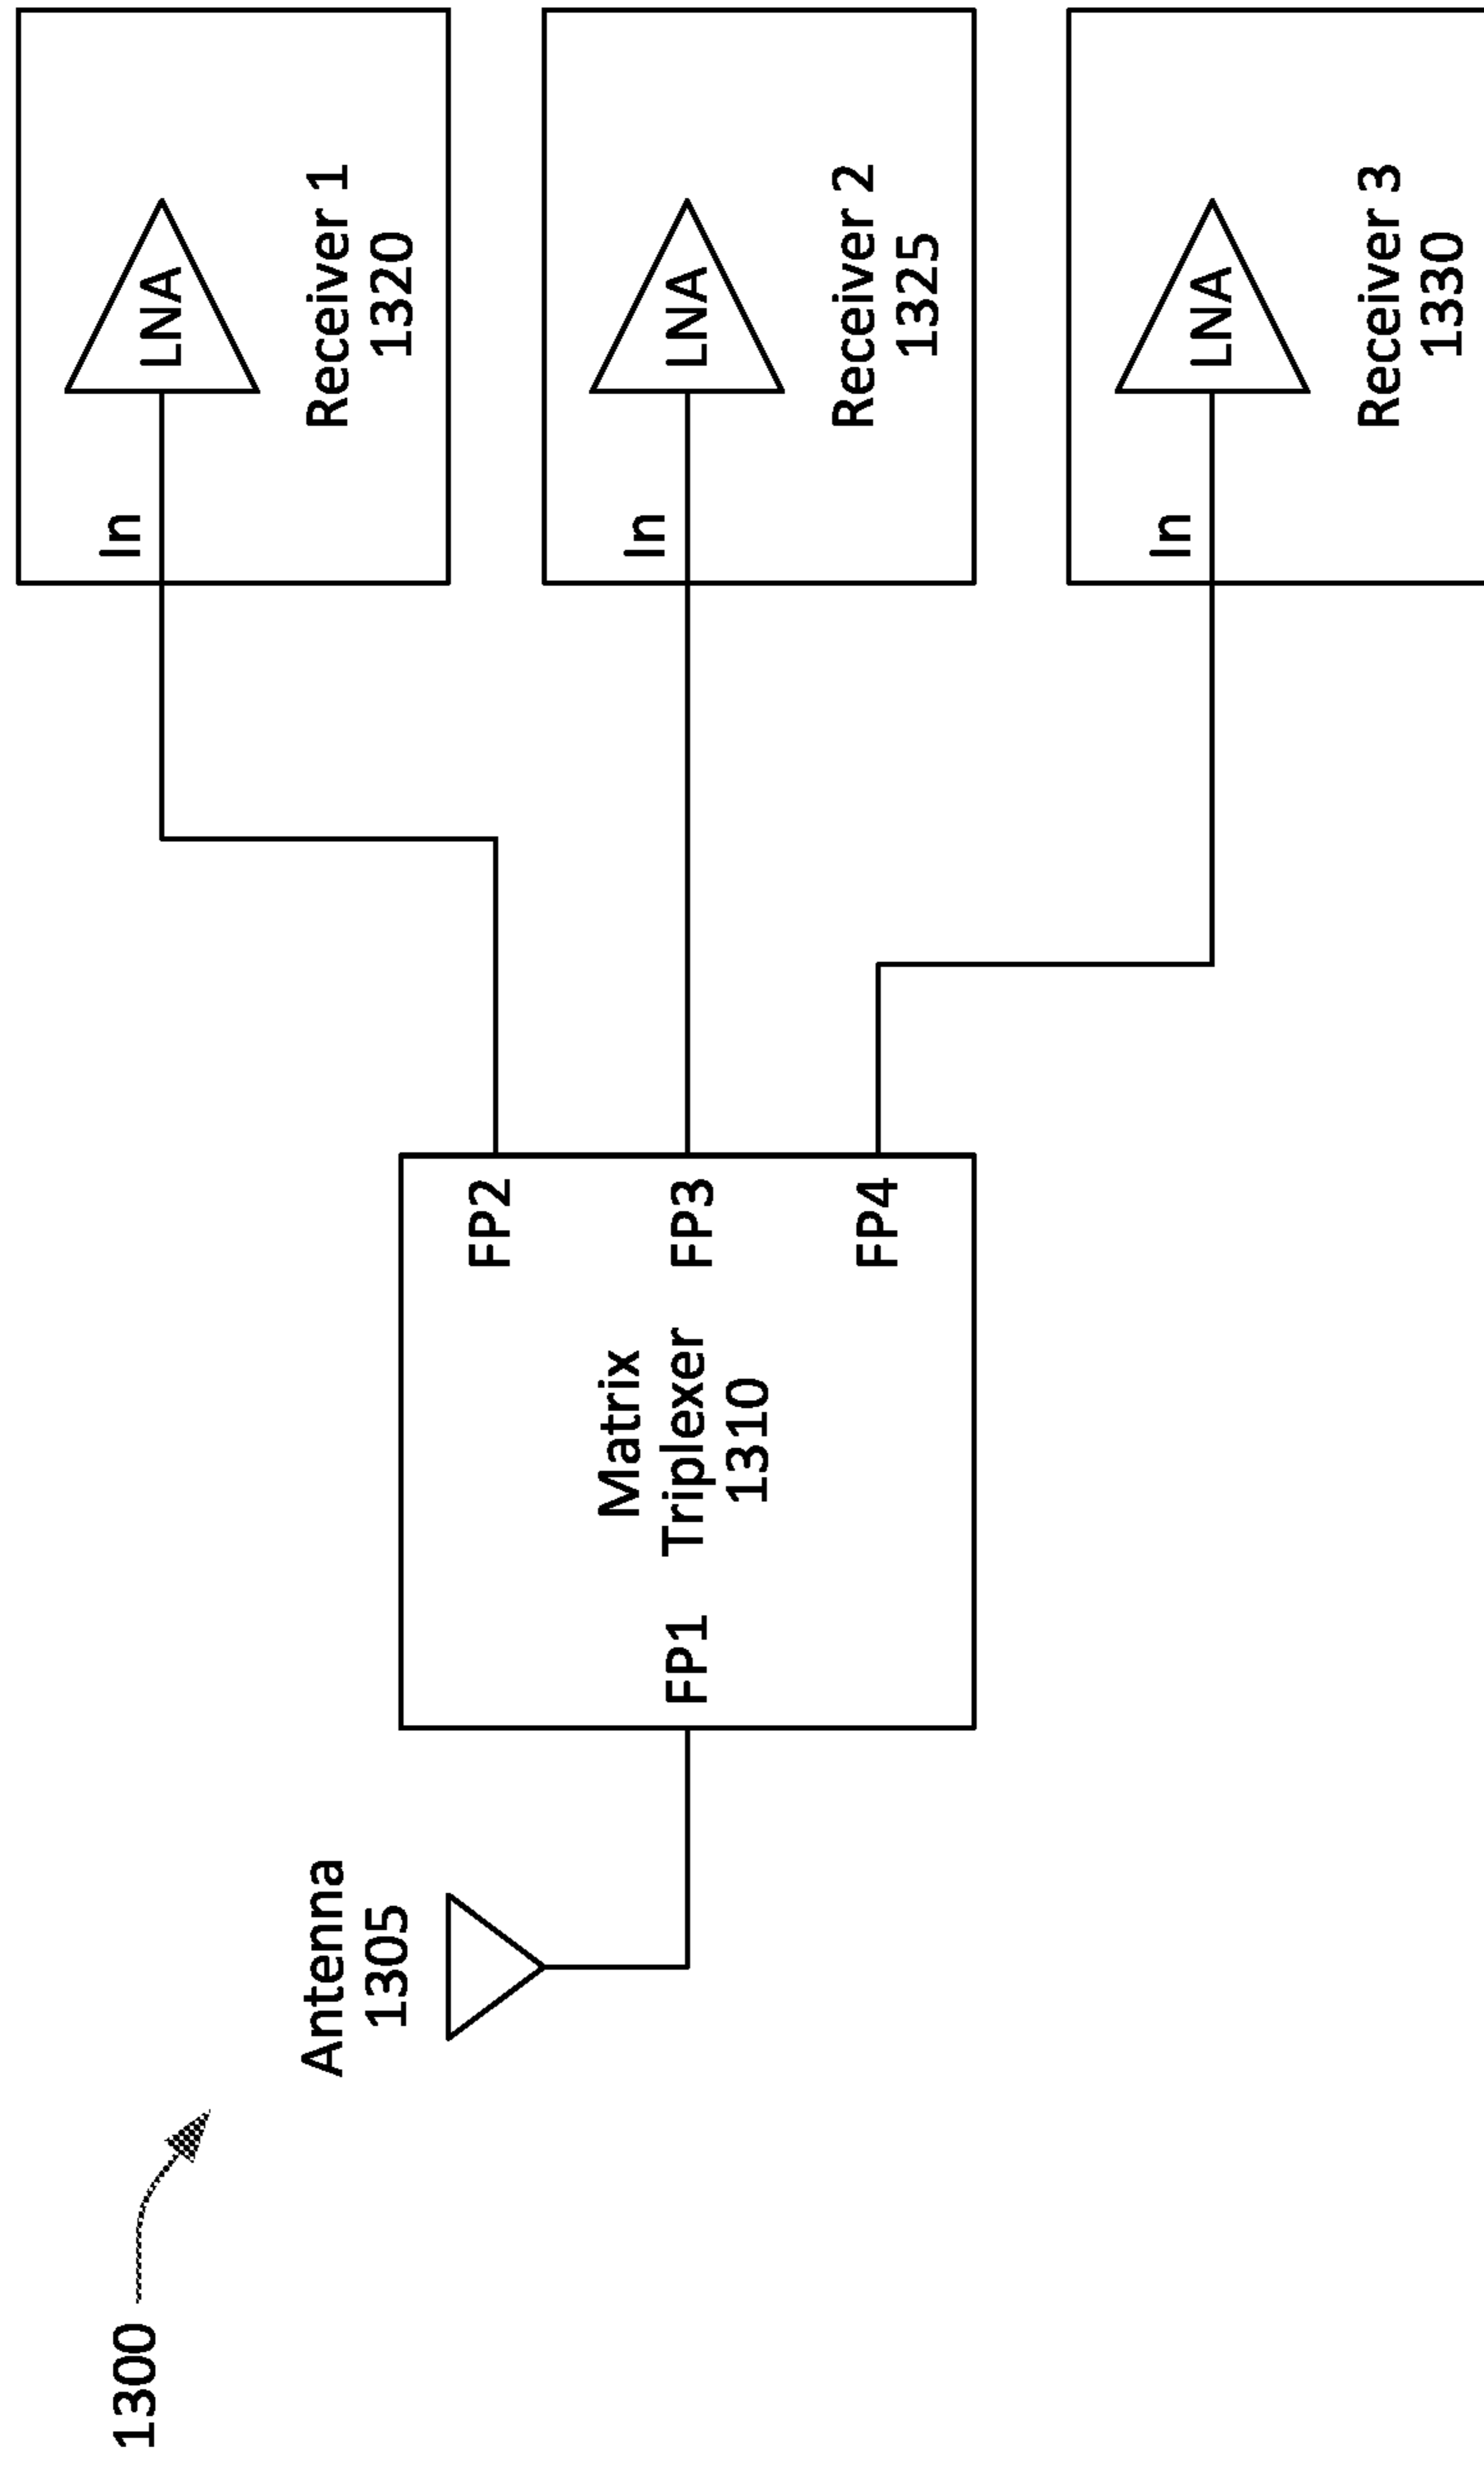 1300
Antenna
1305
FP1
Matrix
Triplexer
1310
FP2
FP3
FP4
In
LNA
Receiver 1
1320
In
LNA
Receiver 2
1325
In
LNA
Receiver 3
1330